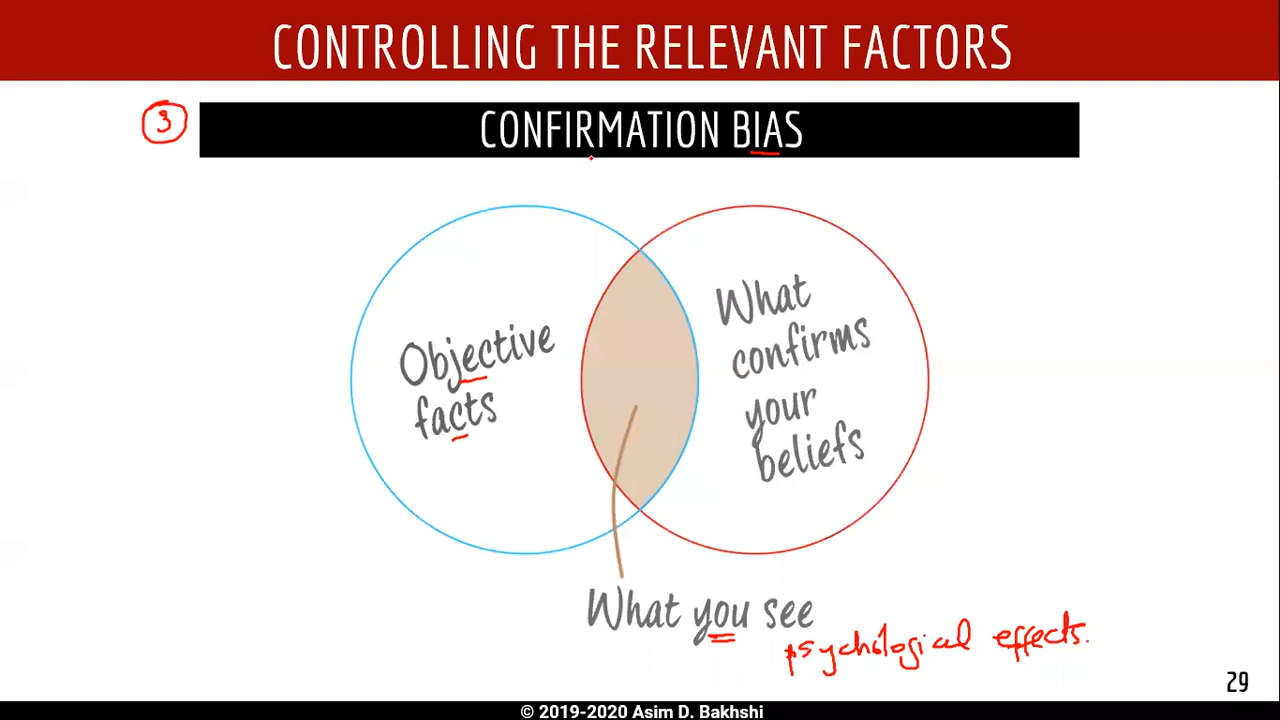 CONTROLLING THE RELEVANT FACTORS
3
CONFIRMATION BIAS
Objective
facts
What
confirms
your
beliefs
What you see
psychological effects.
29
© 2019-2020 Asim D. Bakhshi